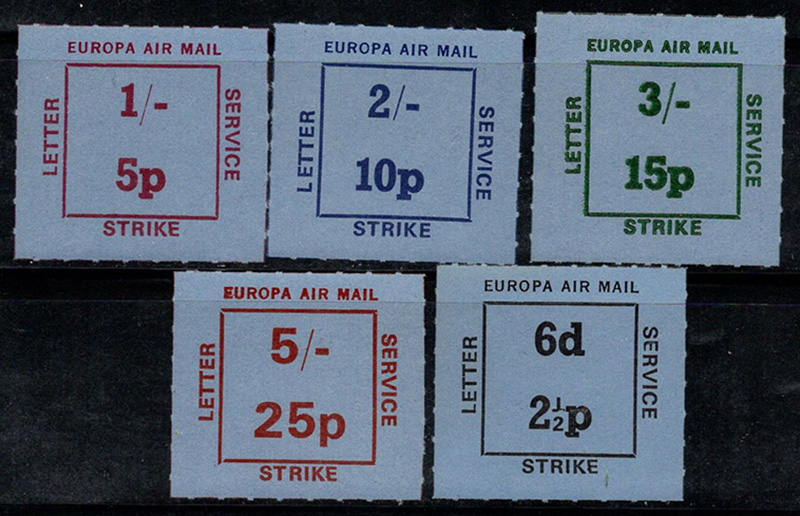 EUROPA AIR MAIL
LETTER
1/-
5p
SERVICE
STRIKE
EUROPA AIR MAIL
LETTER
2/-
10p
SERVICE
STRIKE
EUROPA AIR MAIL
LETTER
3/-
15p
SERVICE
STRIKE
EUROPA AIR MAIL
LETTER
5/-
25p
SERVICE
STRIKE
EUROPA AIR MAIL
LETTER
6d
2½p
SERVICE
STRIKE